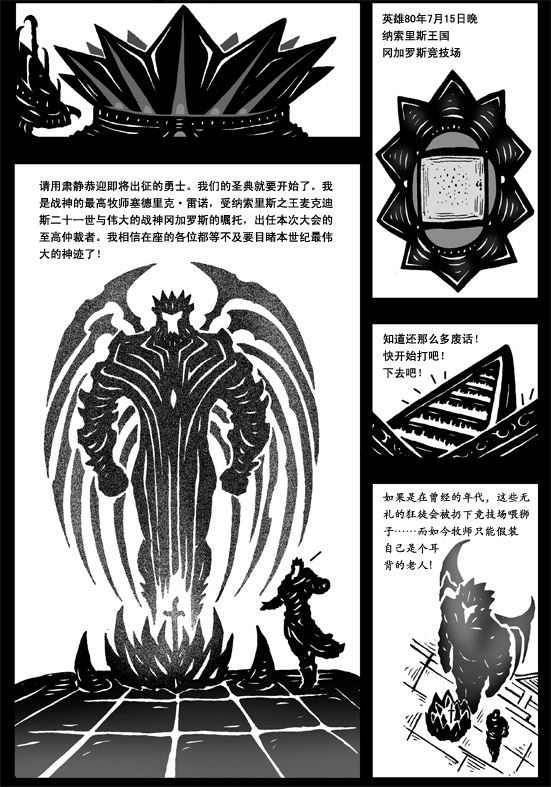 英雄80年7月15日晚
纳索里斯王国
冈加罗斯竞技场
请用肃静恭迎即将出征的勇士。我们的圣典就要开始了。我
是战神的最高牧师塞德里克·雷诺，受纳索里斯之王麦克迪
斯二十一世与伟大的战神冈加罗斯的嘱托，出任本次大会的
至高仲裁者。我相信在座的各位都等不及要目睹本世纪最伟
大的神迹了！
知道还那么多废话！
快开始打吧！
下去吧！
如果是在曾经的年代，这些无
礼的狂徒会被扔下竞技场喂狮
子……而如今牧师只能假装
自己是个耳
背的老人！